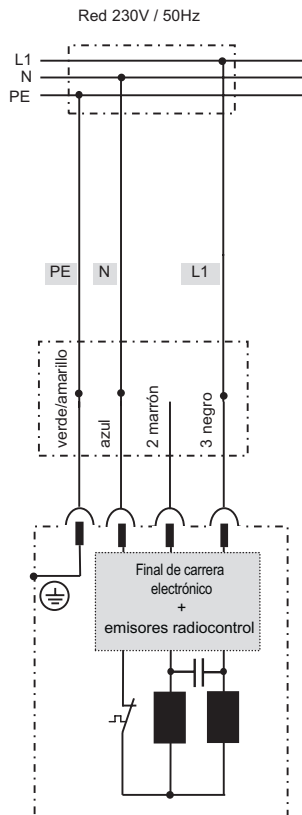 Red 230V / 50Hz
L1
N
PE
PE
N
L1
verde/amarillo
azul
2 marrón
3 negro
Final de carrera
electrónico
+
emisores radiocontrol